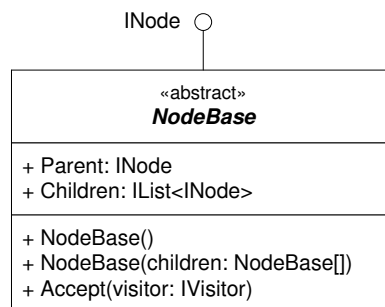 INode
«abstract»
NodeBase
+ Parent: INode
+ Children: IList<INode>
+ NodeBase()
+ NodeBase(children: NodeBase[])
+ Accept(visitor: IVisitor)